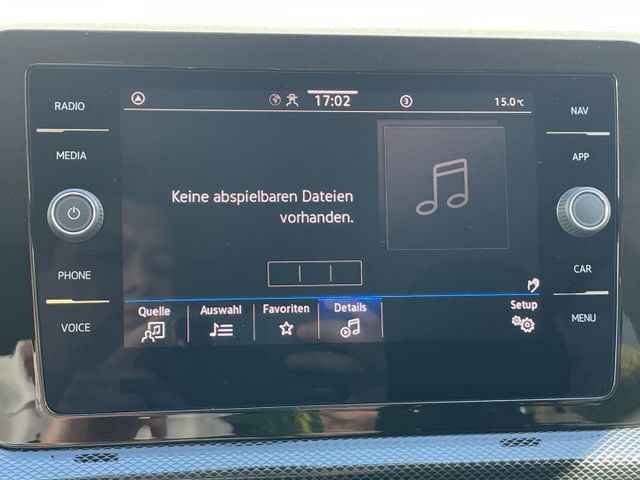 RADIO
MEDIA
PHONE
VOICE
17:02
3
15.0°C
Keine abspielbaren Dateien
vorhanden.
Quelle
Auswahl
Favoriten
Details
Setup
NAV
APP
CAR
MENU